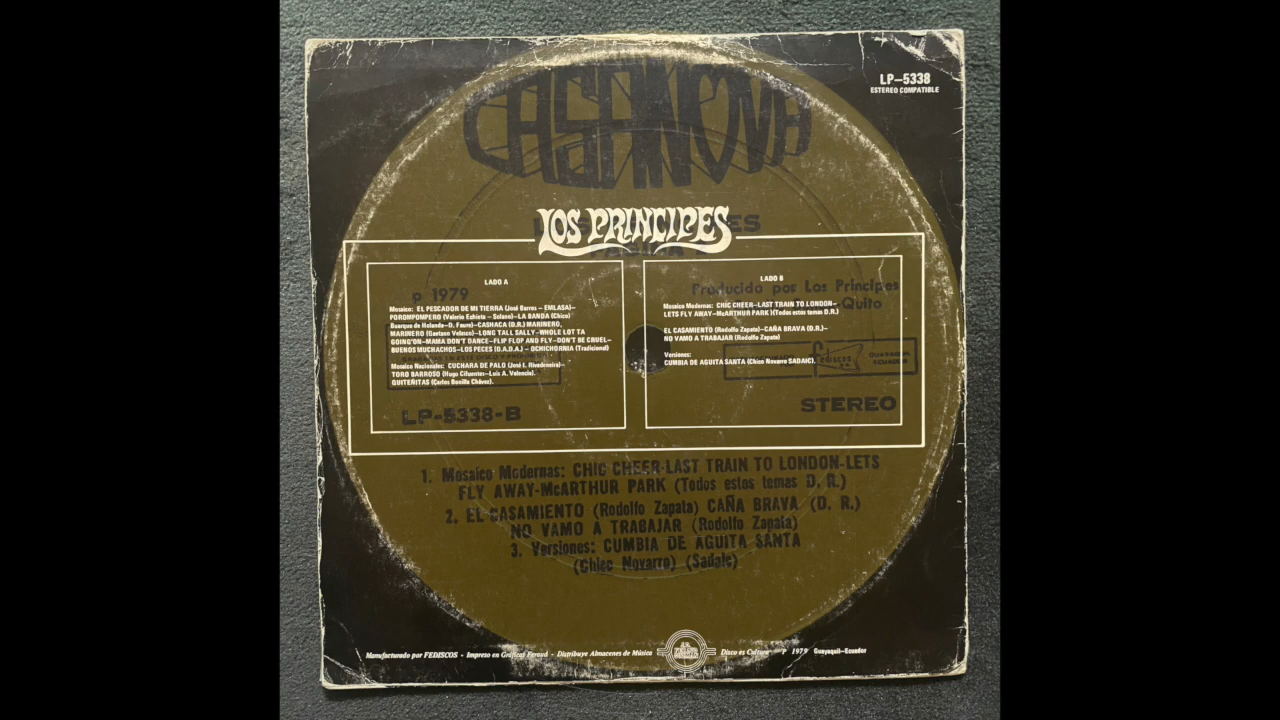 CASANOVA
LP-5338
ESTEREO COMPATIBLE
LOS PRINCIPES
LADO A
Mosaico: EL PESCADOR DE MI TIERRA (José Barros – EMLASA)–
POROMPOMPERO (Valerio Ezhieta – Solano)–LA BANDA (Chico
Buarque de Holanda–D. Faure)–CASHACA (D.R.) MARINERO,
MARINERO (Gaetano Velasco)–LONG TALL SALLY–WHOLE LOT TA
GOING'ON–MAMA DON'T DANCE–FLIP FLOP AND FLY–DON'T BE CRUEL–
BUENOS MUCHACHOS–LOS PECES (D.A.D.A.) – OCHICHORNIA (Tradicional)
Mosaico Nacionales: CUCHARA DE PALO (José I. Rivadeneira)–
TORO BARROSO (Hugo Cifuentes–Luis A. Valencia).
QUITEÑITAS (Carlos Bonilla Chávez).
LADO B
Mosaico Modernas: CHIC CHEER–LAST TRAIN TO LONDON–
LETS FLY AWAY–McARTHUR PARK )(Todos estos temas D.R.)
EL CASAMIENTO (Rodolfo Zapata)–CAÑA BRAVA (D.R.)–
NO VAMO A TRABAJAR (Rodolfo Zapata)
Versiones:
CUMBIA DE AGUITA SANTA (Chico Novarro SADAIC).
p 1979
Producido por Los Principes
Quito
FEDISCOS
GUAYAQUIL
ECUADOR
LP-5338-B
STEREO
1. Mosaico Modernas: CHIC CHEER-LAST TRAIN TO LONDON-LETS
FLY AWAY-McARTHUR PARK (Todos estos temas D. R.)
2. EL CASAMIENTO (Rodolfo Zapata) CAÑA BRAVA (D. R.)
NO VAMO A TRABAJAR (Rodolfo Zapata)
3. Versiones: CUMBIA DE AGUITA SANTA
(Chico Novarro) (Sadaic)
Manufacturado por FEDISCOS - Impreso en Gráficas Feraud - Distribuye Almacenes de Música Disco es Cultura P 1979 Guayaquil–Ecuador